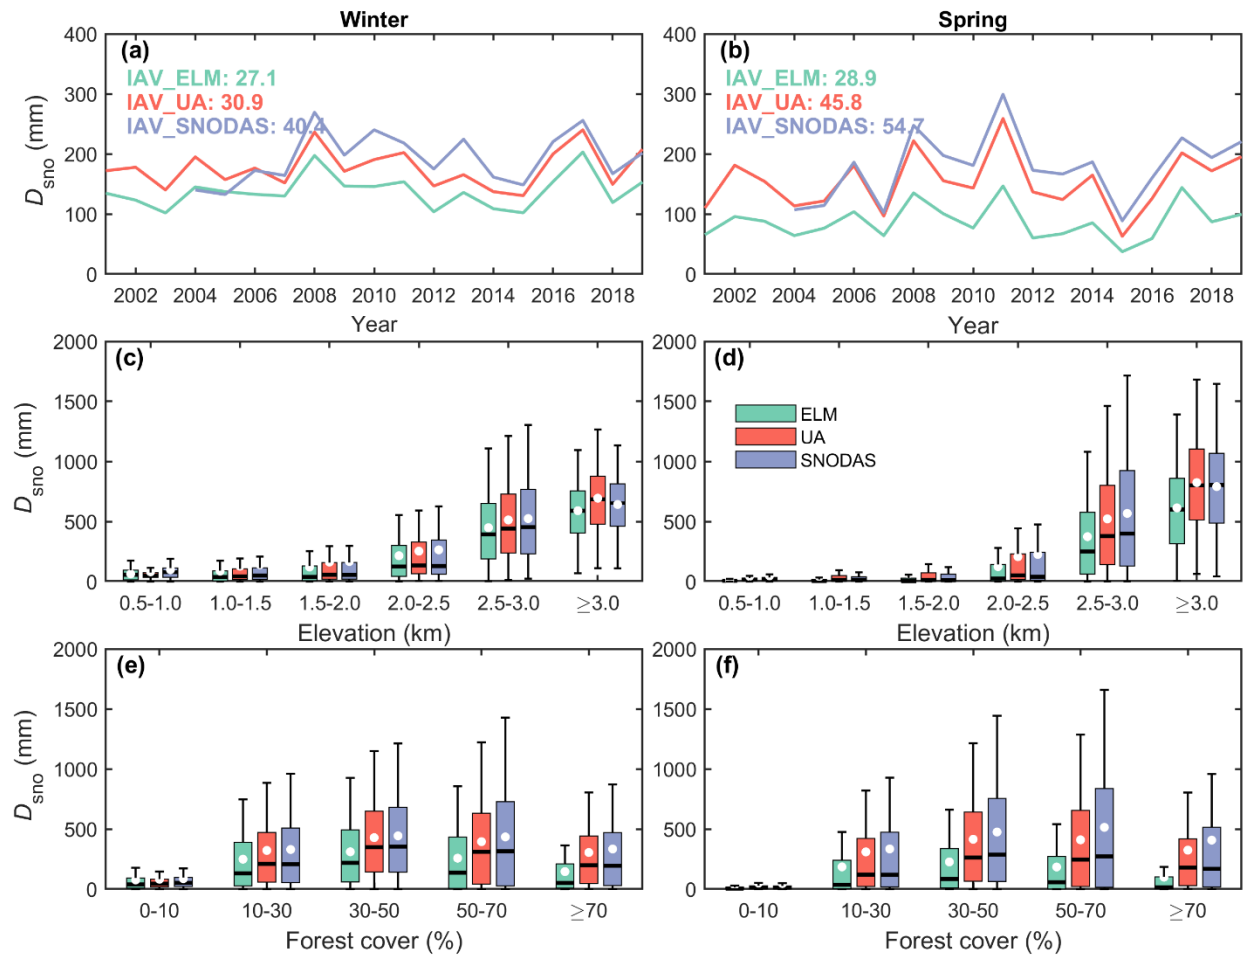 Winter
Spring
(a)
IAV_ELM: 27.1
IAV_UA: 30.9
IAV_SNODAS: 40.4
400
300
200
100
0
D_sno (mm)
2002 2004 2006 2008 2010 2012 2014 2016 2018
Year
(b)
IAV_ELM: 28.9
IAV_UA: 45.8
IAV_SNODAS: 54.7
400
300
200
100
0
2002 2004 2006 2008 2010 2012 2014 2016 2018
Year
(c)
2000
1500
1000
500
0
D_sno (mm)
0.5-1.0 1.0-1.5 1.5-2.0 2.0-2.5 2.5-3.0 ≥3.0
Elevation (km)
(d)
ELM
UA
SNODAS
2000
1500
1000
500
0
0.5-1.0 1.0-1.5 1.5-2.0 2.0-2.5 2.5-3.0 ≥3.0
Elevation (km)
(e)
2000
1500
1000
500
0
D_sno (mm)
0-10 10-30 30-50 50-70 ≥70
Forest cover (%)
(f)
2000
1500
1000
500
0
0-10 10-30 30-50 50-70 ≥70
Forest cover (%)